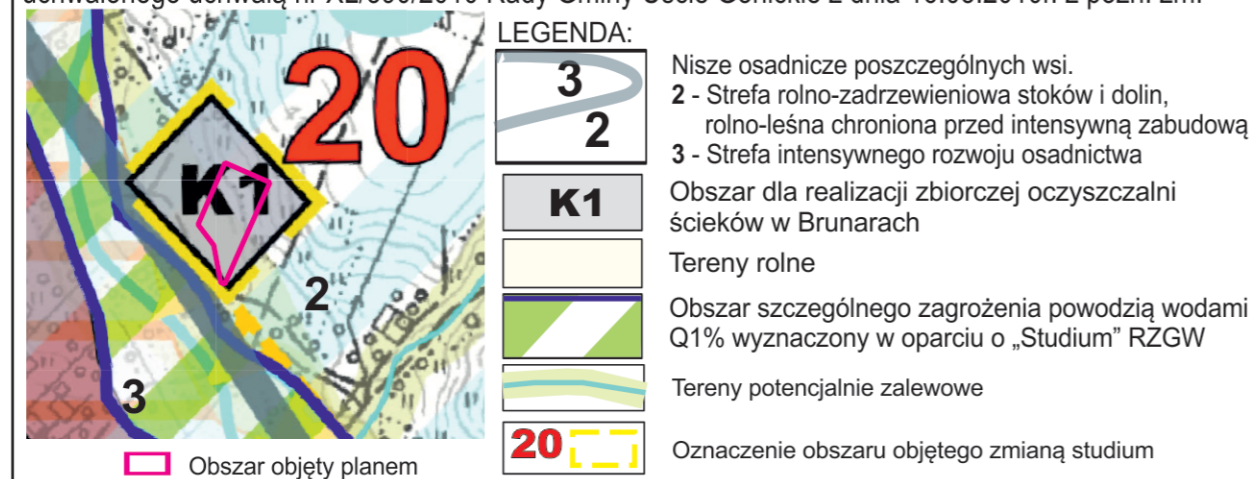 LEGENDA:
20
K1
2
3
Obszar objęty planem
3
2
Nisze osadnicze poszczególnych wsi.
2 - Strefa rolno-zadrzewieniowa stoków i dolin,
rolno-leśna chroniona przed intensywną zabudową
3 - Strefa intensywnego rozwoju osadnictwa
K1
Obszar dla realizacji zbiorczej oczyszczalni
ścieków w Brunarach
Tereny rolne
Obszar szczególnego zagrożenia powodzią wodami
Q1% wyznaczony w oparciu o „Studium” RZGW
Tereny potencjalnie zalewowe
20
Oznaczenie obszaru objętego zmianą studium